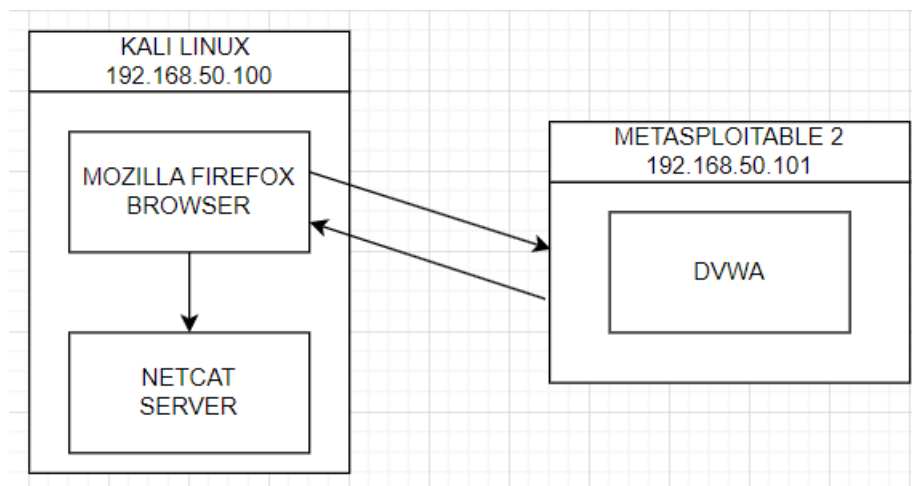 KALI LINUX
192.168.50.100
MOZILLA FIREFOX
BROWSER
NETCAT
SERVER
METASPLOITABLE 2
192.168.50.101
DVWA